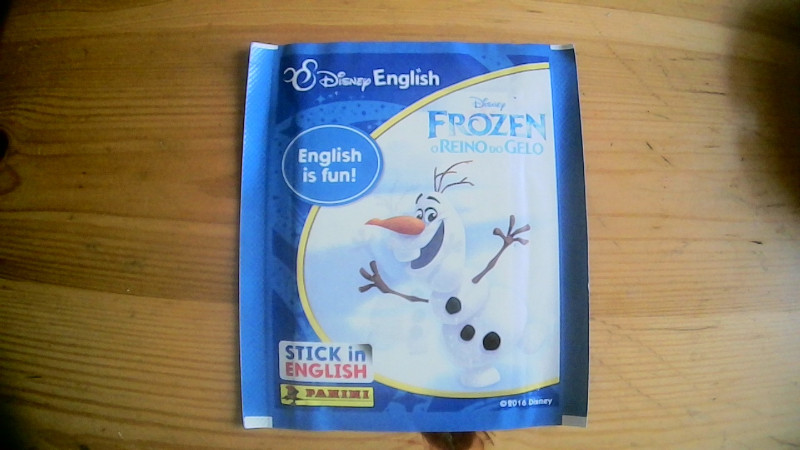 Disney English
Disney
FROZEN
O REINO DO GELO
English
is fun!
STICK in
ENGLISH
PANINI
©2016 Disney